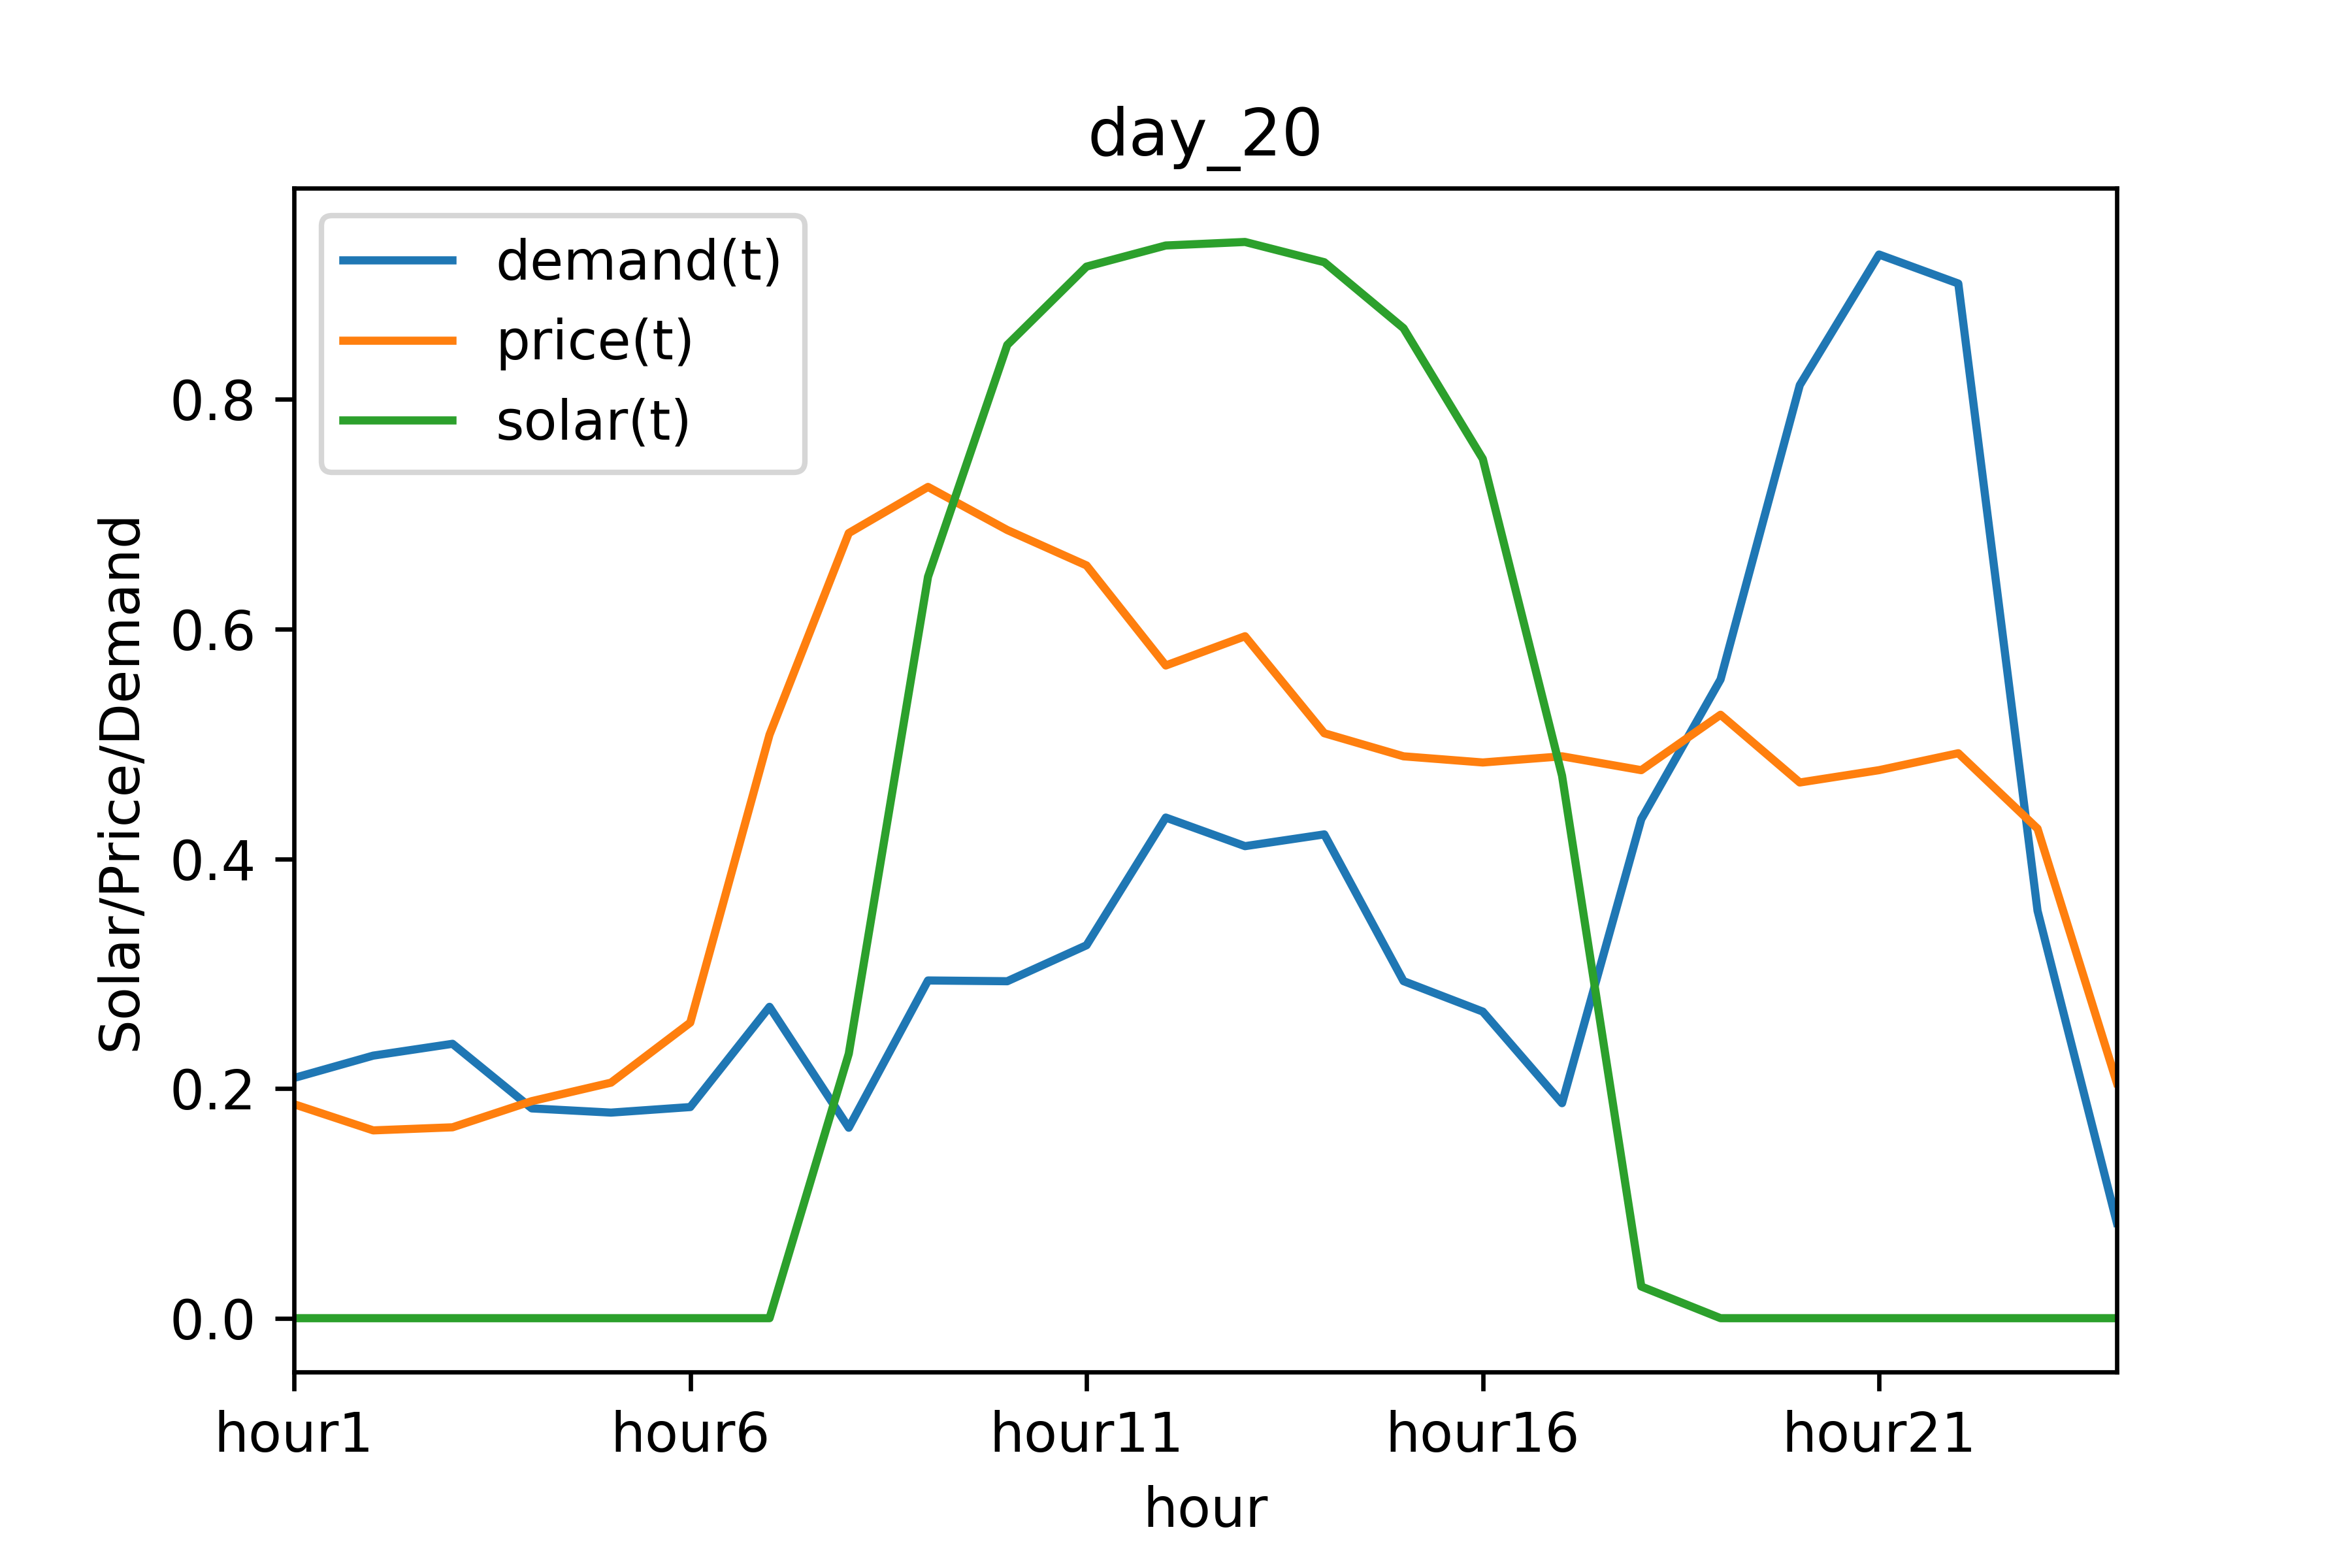 day_20
demand(t)
price(t)
solar(t)
Solar/Price/Demand
0.8
0.6
0.4
0.2
0.0
hour1 hour6 hour11 hour16 hour21
hour